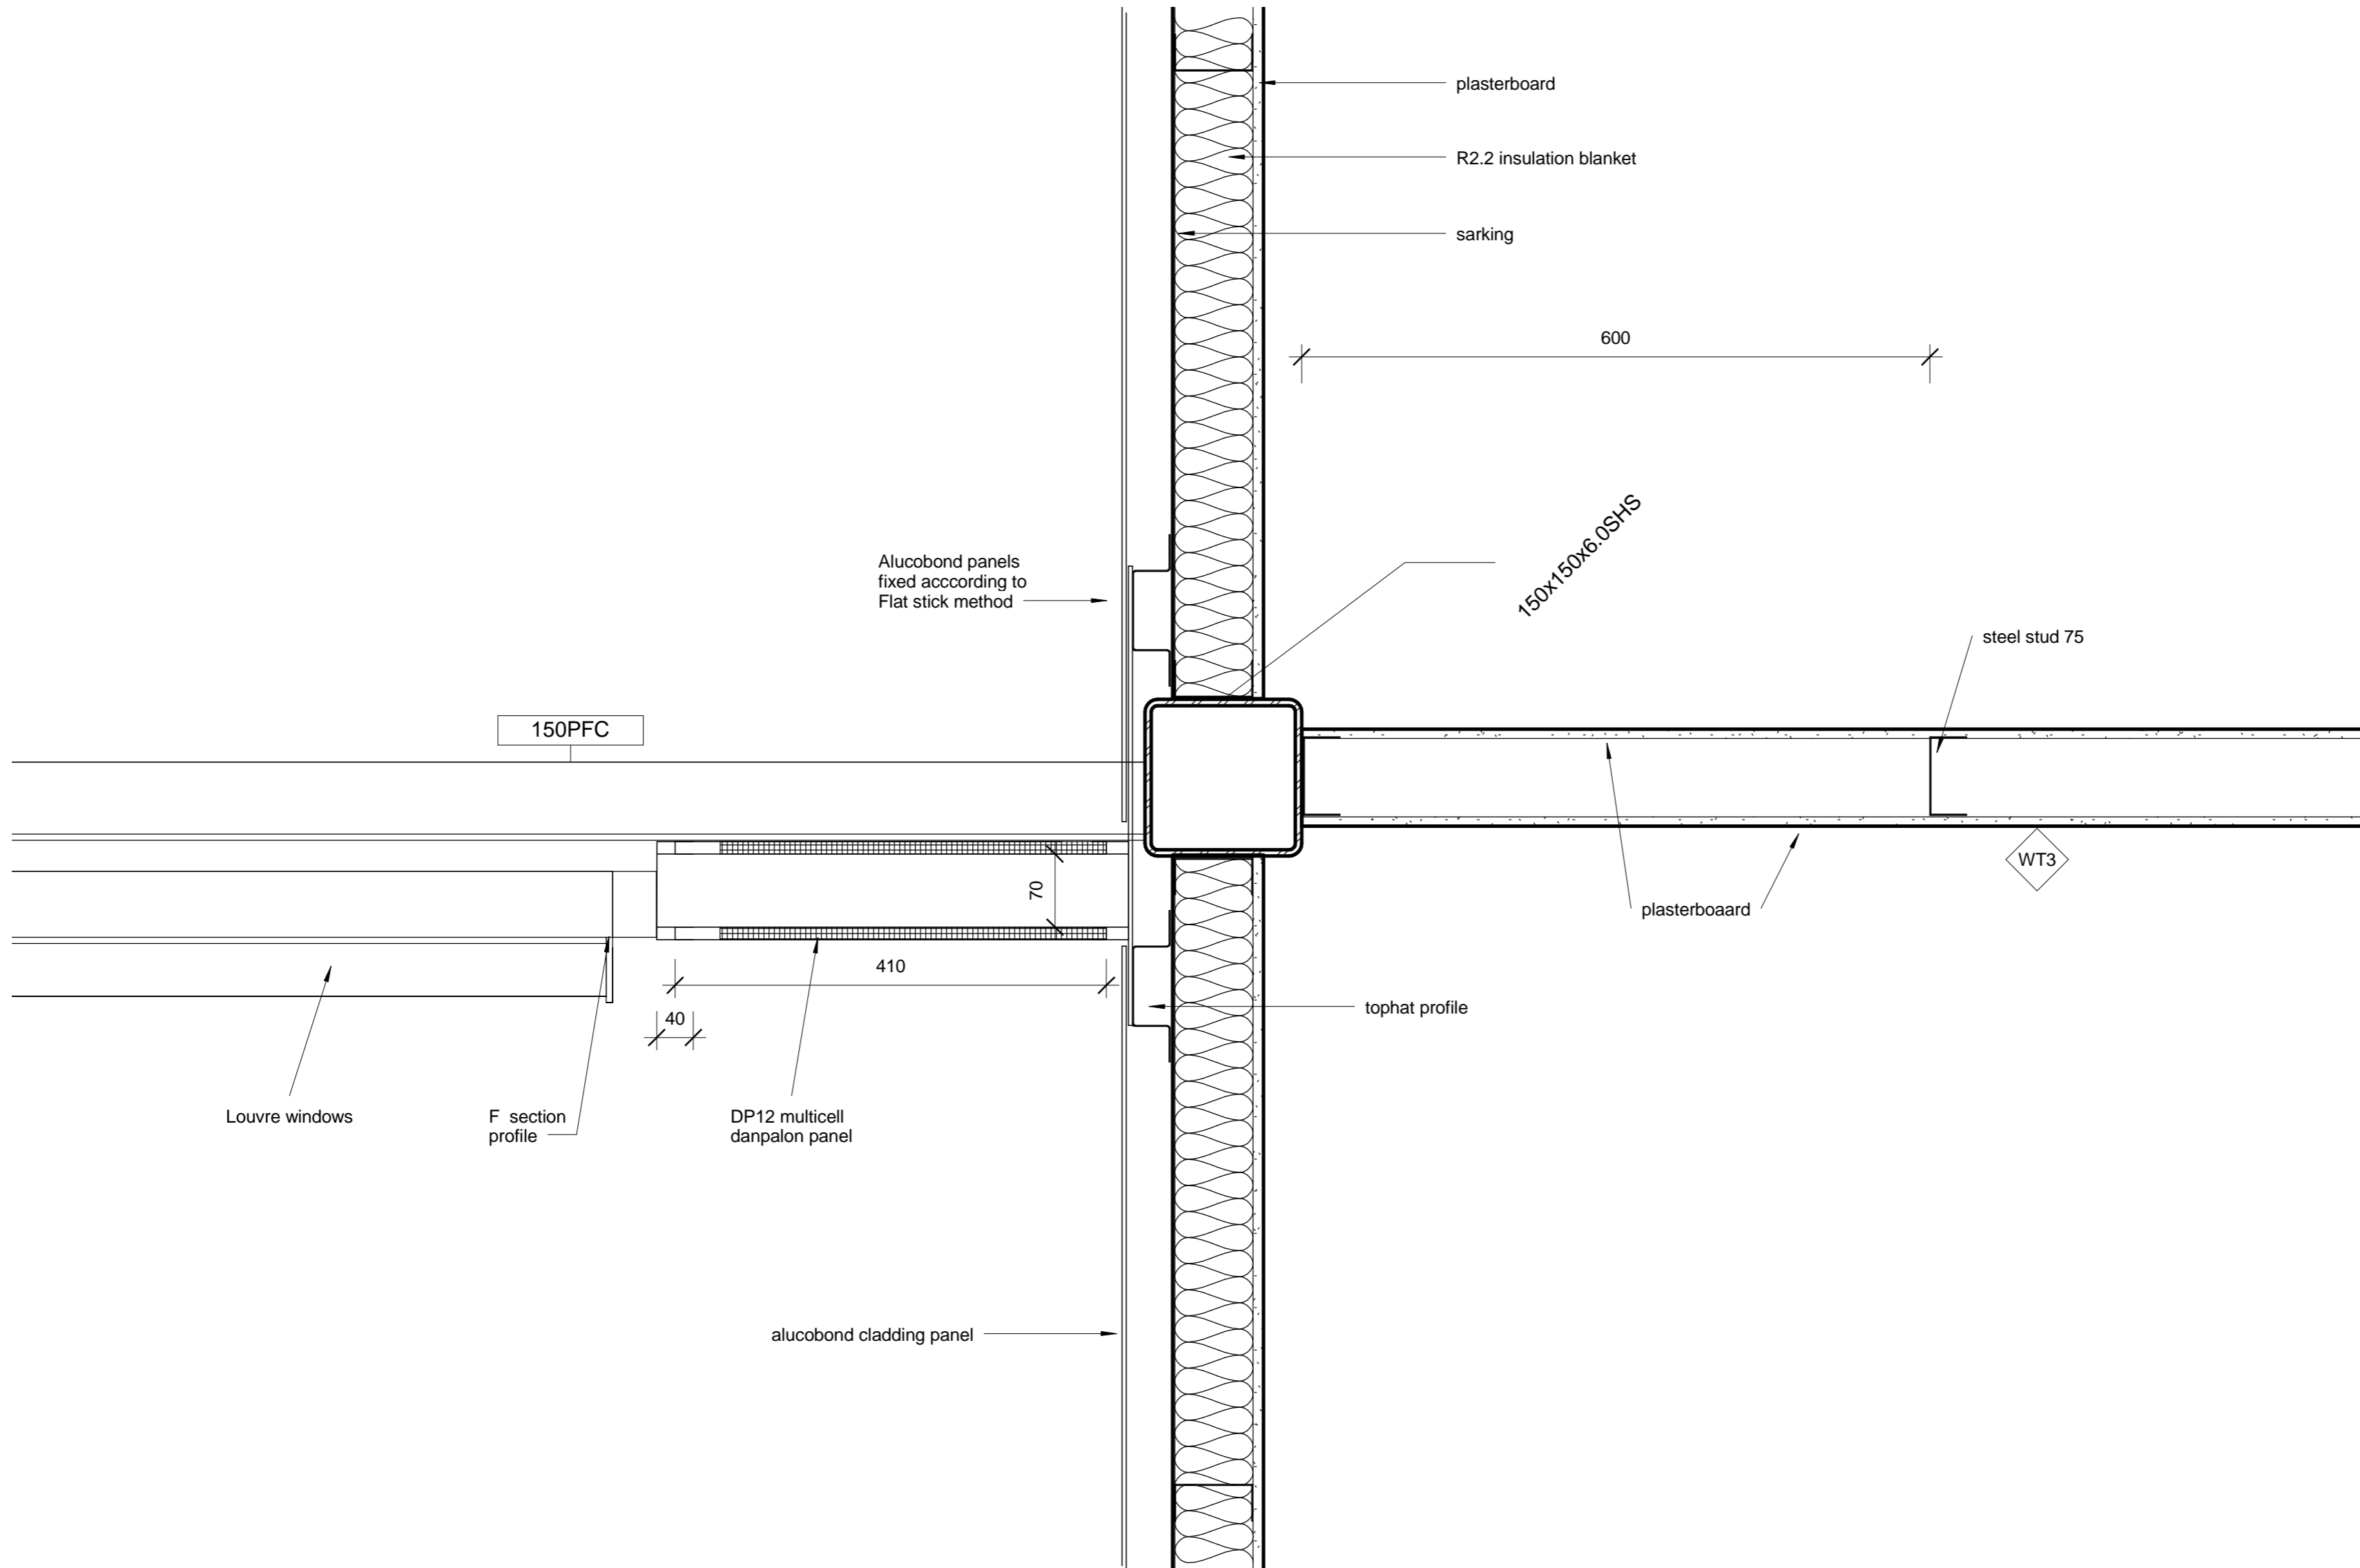 plasterboard
R2.2 insulation blanket
sarking
600
150x150x6.0SHS
Alucobond panels
fixed acccording to
Flat stick method
steel stud 75
150PFC
WT3
70
plasterboaard
410
tophat profile
40
Louvre windows
F  section
profile
DP12 multicell
danpalon panel
alucobond cladding panel